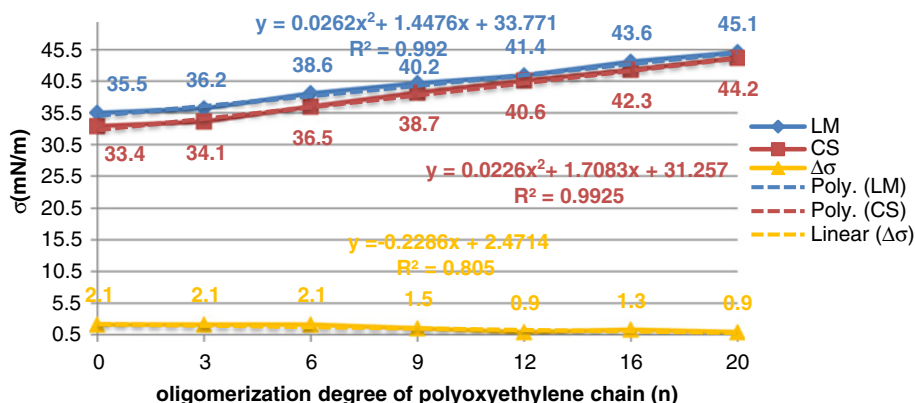 y = 0.0262x²+ 1.4476x + 33.771
R² = 0.992
45.5
40.5
35.5
30.5
25.5
20.5
15.5
10.5
5.5
0.5
σ(mN/m)
35.5 36.2 38.6 40.2 41.4 43.6 45.1
33.4 34.1 36.5 38.7 40.6 42.3 44.2
y = 0.0226x²+ 1.7083x + 31.257
R² = 0.9925
y =-0.2286x + 2.4714
R² = 0.805
2.1 2.1 2.1 1.5 0.9 1.3 0.9
0 3 6 9 12 16 20
oligomerization degree of polyoxyethylene chain (n)
LM
CS
Δσ
Poly. (LM)
Poly. (CS)
Linear (Δσ)